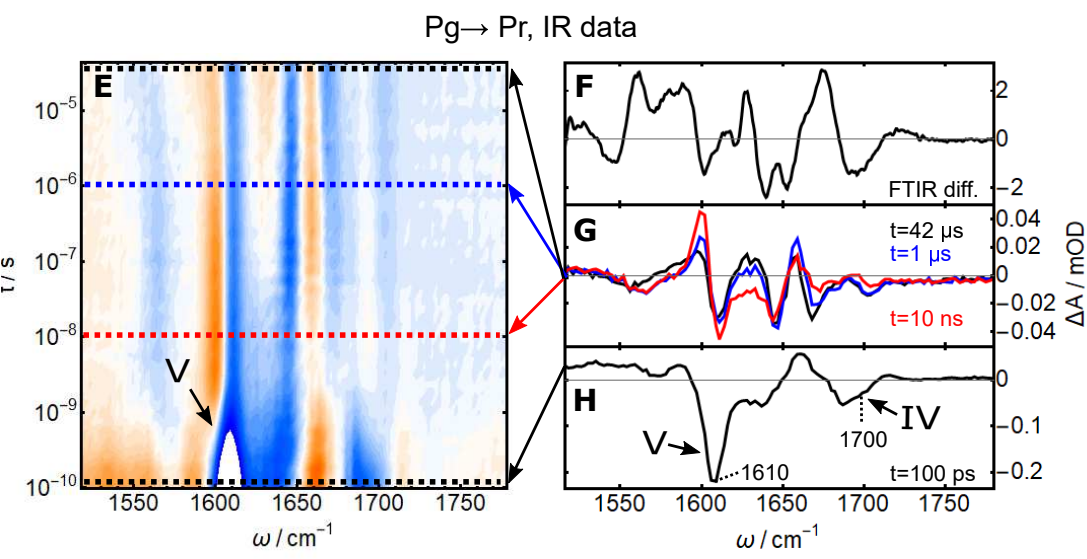 Pg→ Pr, IR data
E
V
10⁻⁵
10⁻⁶
10⁻⁷
10⁻⁸
10⁻⁹
10⁻¹⁰
τ / s
1550 1600 1650 1700 1750
ω / cm⁻¹
F
2
0
−2
FTIR diff.
G
t=42 µs
t=1 µs
t=10 ns
0.04
0.02
0
−0.02
−0.04
ΔA / mOD
H
V
IV
1700
1610
t=100 ps
0
−0.1
−0.2
1550 1600 1650 1700 1750
ω / cm⁻¹